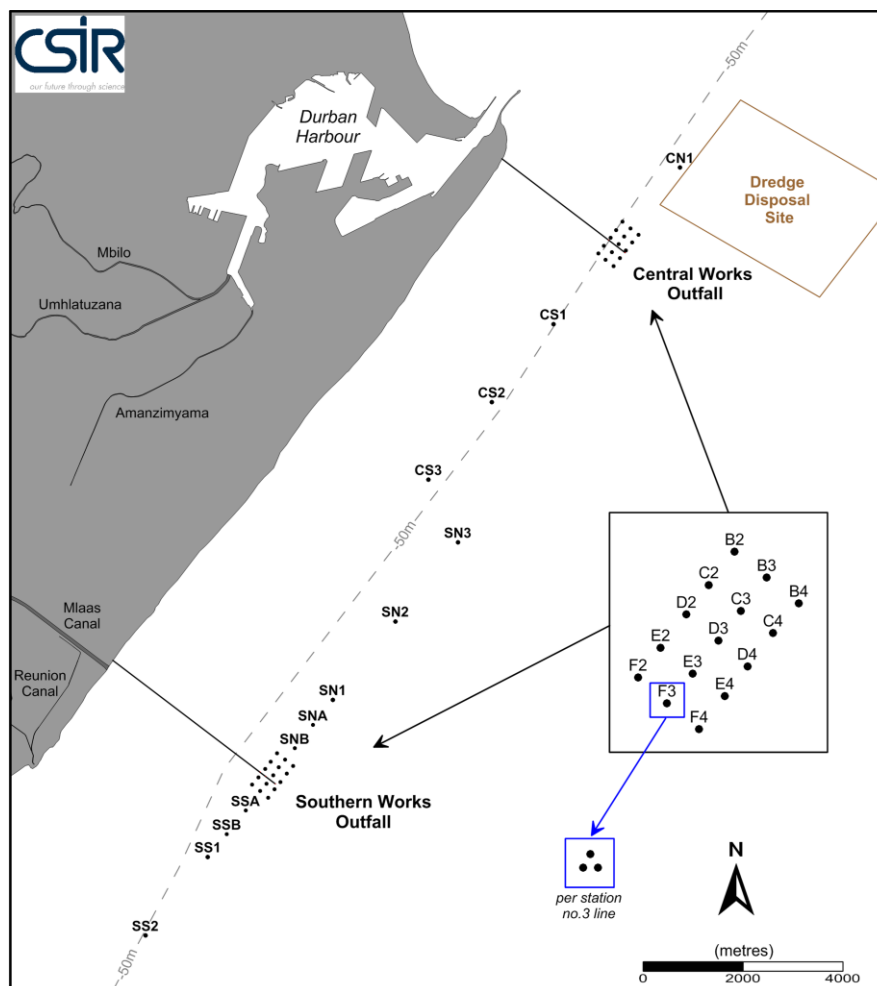 CSIR
our future through science
Durban
Harbour
-50m
CN1
Dredge
Disposal
Site
Mbilo
Central Works
Outfall
Umhlatuzana
CS1
CS2
Amanzimyama
CS3
-50m
SN3
B2
B3
C2
B4
D2
C3
C4
E2
D3
D4
F2
E3
E4
F3
F4
Mlaas
Canal
SN2
Reunion
Canal
SN1
SNA
SNB
SSA
Southern Works
Outfall
SSB
SS1
per station
no.3 line
N
SS2
-50m
(metres)
0 2000 4000